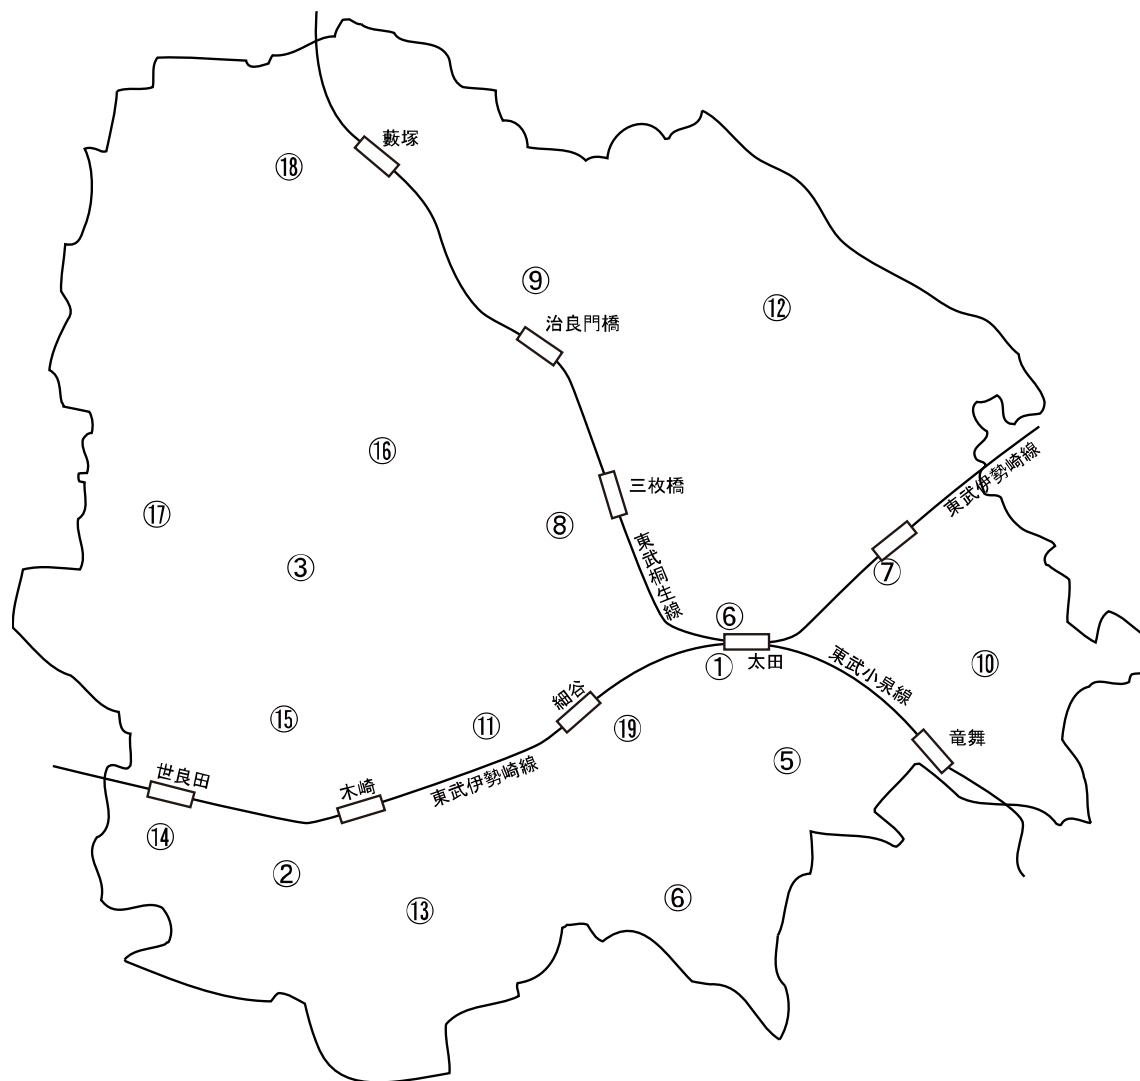 藪塚
⑱
⑨
⑫
治良門橋
⑯
三枚橋
東武伊勢崎線
⑰
⑧
東武桐生線
③
⑦
⑥
①
太田
⑩
東武小泉線
細谷
⑮
⑪
⑲
竜舞
⑤
世良田
木崎
東武伊勢崎線
⑭
②
⑬
⑥